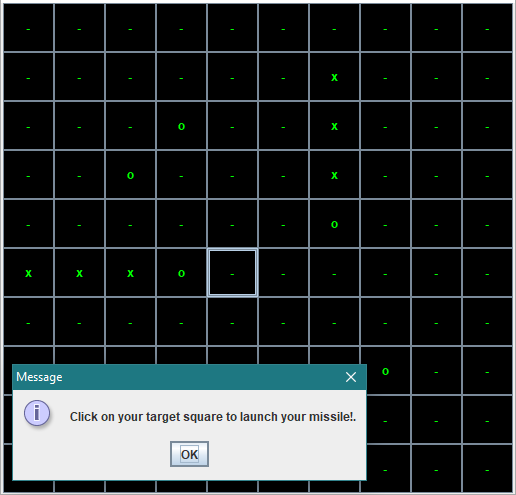 - - - - - - - - - -
- - - - - - x - - -
- - - o - - x - - -
- - o - - - x - - -
- - - - - - o - - -
x x x o - - - - - -
- - - - - - - - - -
o - -
Message
- - -
i Click on your target square to launch your missile!.
OK
- - -